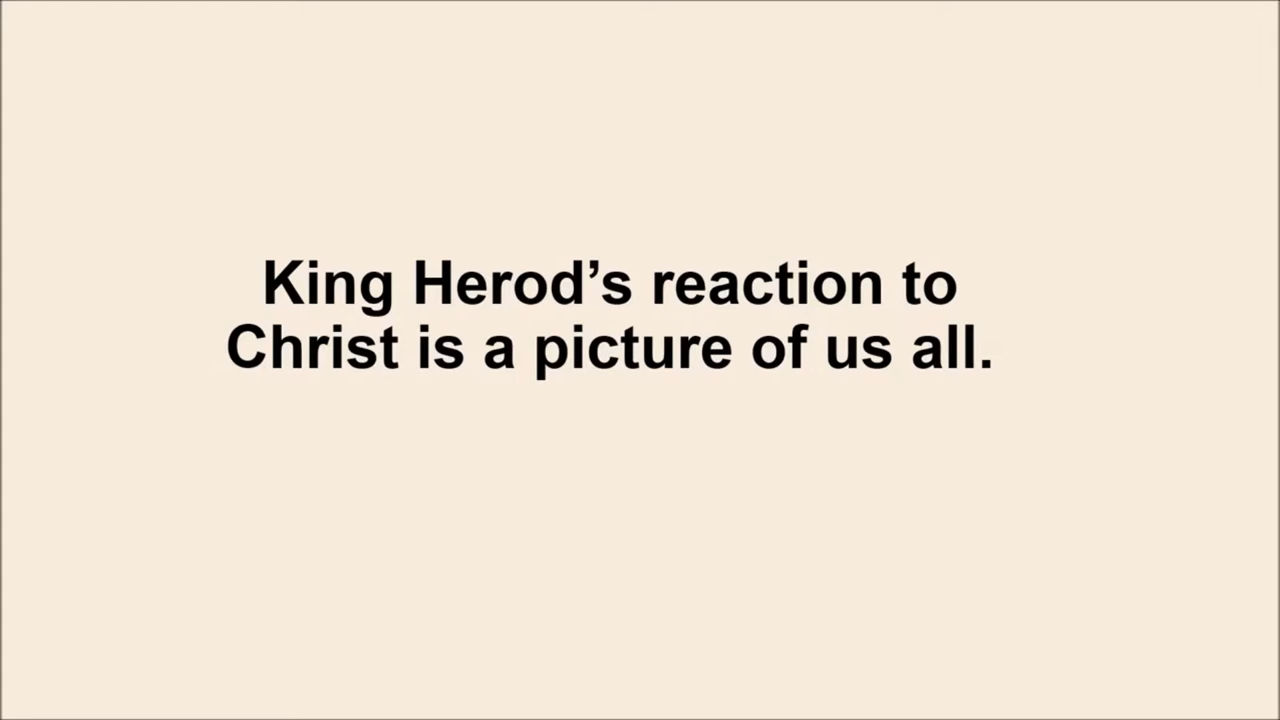 King Herod’s reaction to
Christ is a picture of us all.